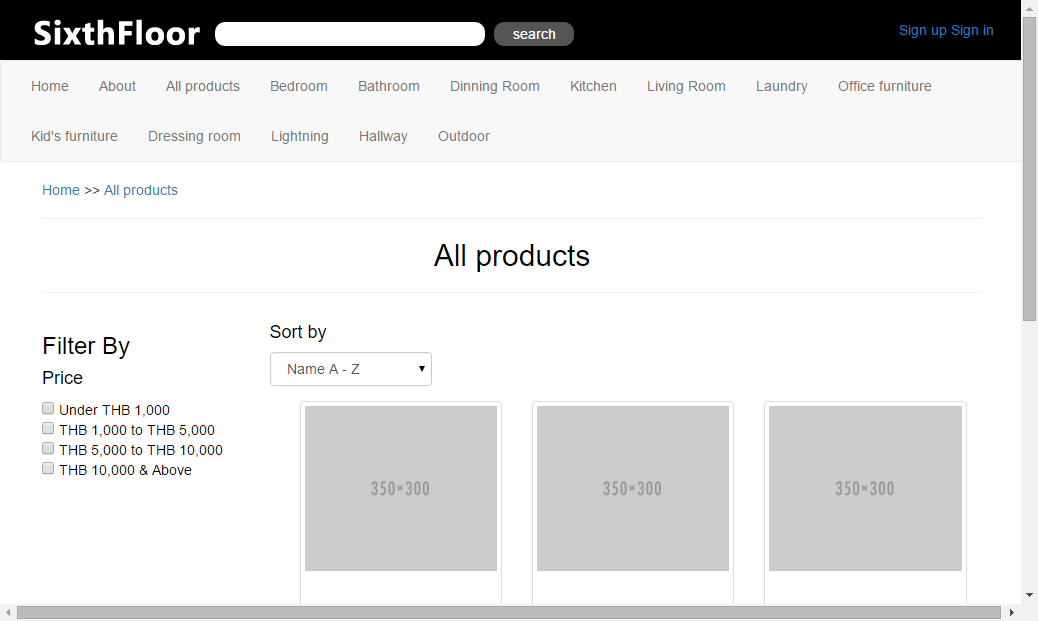 SixthFloor search Sign up Sign in
Home About All products Bedroom Bathroom Dinning Room Kitchen Living Room Laundry Office furniture
Kid's furniture Dressing room Lightning Hallway Outdoor
Home >> All products
All products
Filter By
Price
Under THB 1,000
THB 1,000 to THB 5,000
THB 5,000 to THB 10,000
THB 10,000 & Above
Sort by
Name A - Z
350×300 350×300 350×300